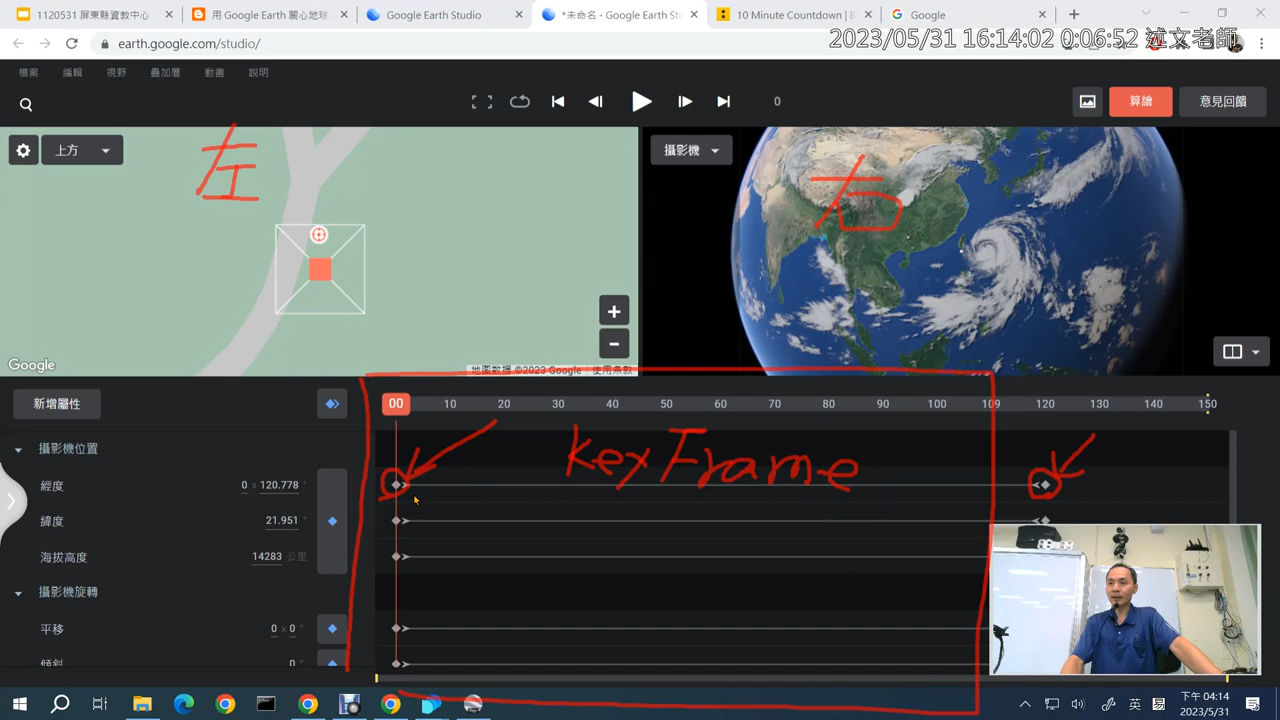 1120531 屏東縣資教中心:
用 Google Earth 關心地球
Google Earth Studio
*未命名 - Google Earth St
10 Minute Countdown | B
Google
earth.google.com/studio/
2023/05/31 16:14:02 0:06:52 述文老師
檔案 編輯 視野 疊加層 動畫 說明
0
算繪
意見回饋
上方
左
攝影機
右
Google
地圖數據 ©2023 Google 使用條款
新增屬性
00 10 20 30 40 50 60 70 80 90 100 109 120 130 140 150
keyFrame
攝影機位置
經度 0 x 120.778 °
緯度 21.951 °
海拔高度 14283 公里
攝影機旋轉
平移 0 x 0 °
傾斜 0 °
英
下午 04:14
2023/5/31